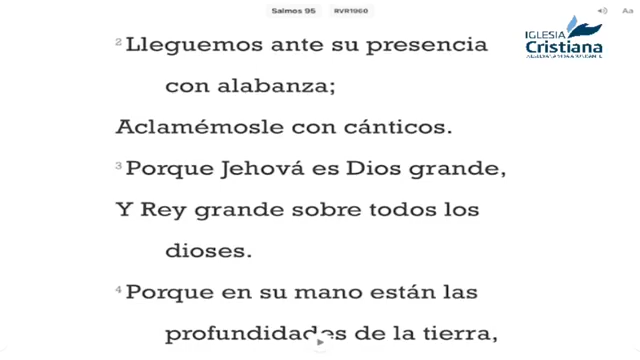 Salmos 95 RVR1960
Aa
IGLESIA
Cristiana
2 Lleguemos ante su presencia
con alabanza;
Aclamémosle con cánticos.
3 Porque Jehová es Dios grande,
Y Rey grande sobre todos los
dioses.
4 Porque en su mano están las
profundidades de la tierra,